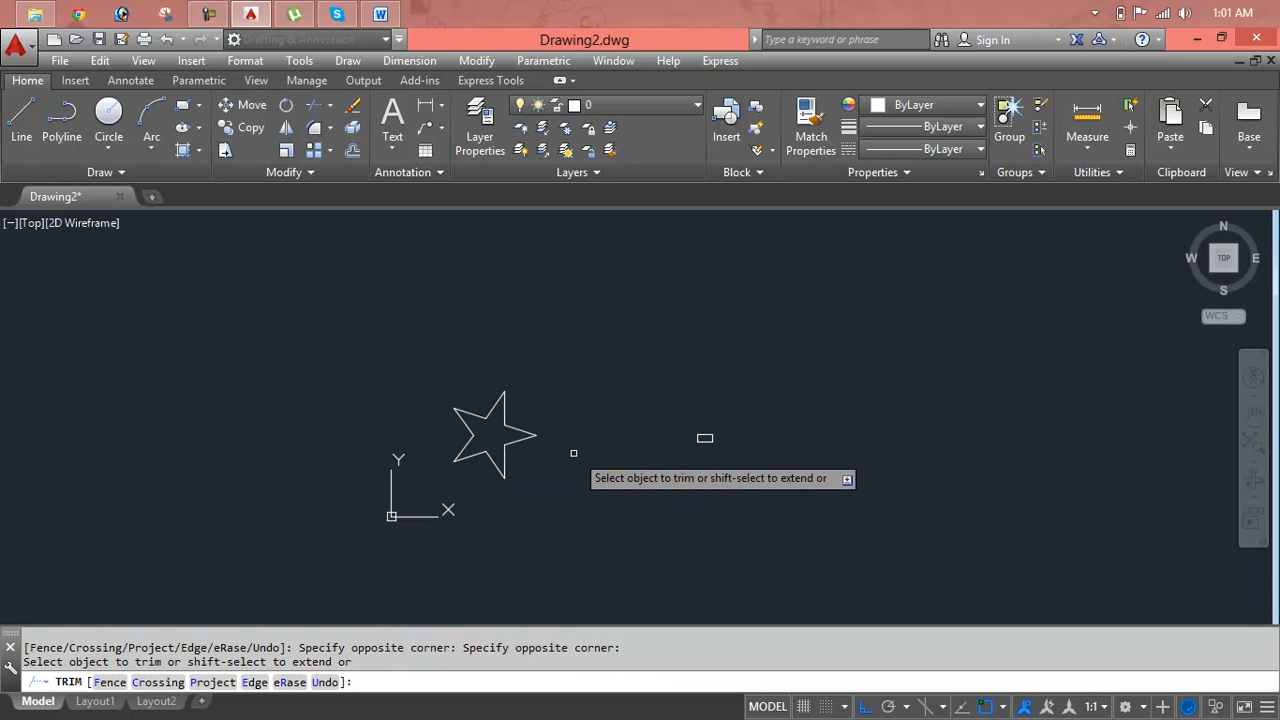 1:01 AM
Drafting & Annotation
Drawing2.dwg
Type a keyword or phrase
Sign In
File Edit View Insert Format Tools Draw Dimension Modify Parametric Window Help Express
Home Insert Annotation Parametric View Manage Output Add-ins Express Tools
Line Polyline Circle Arc
Move
Copy
Text
Layer Properties
0
Insert
Match Properties
ByLayer
ByLayer
ByLayer
Group
Measure
Paste
Base
Draw Modify Annotation Layers Block Properties Groups Utilities Clipboard View
Drawing2*
[−][Top][2D Wireframe]
N
W TOP E
S
WCS
Y
X
Select object to trim or shift-select to extend or
[Fence/Crossing/Project/Edge/eRase/Undo]: Specify opposite corner: Specify opposite corner:
Select object to trim or shift-select to extend or
TRIM [Fence Crossing Project Edge eRase Undo]:
Model Layout1 Layout2
MODEL
1:1